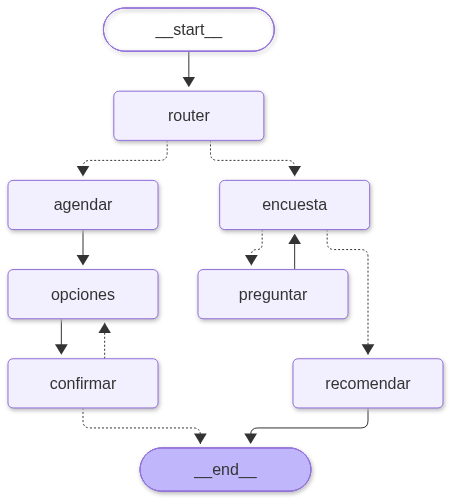 __start__
router
agendar
encuesta
opciones
preguntar
confirmar
recomendar
__end__